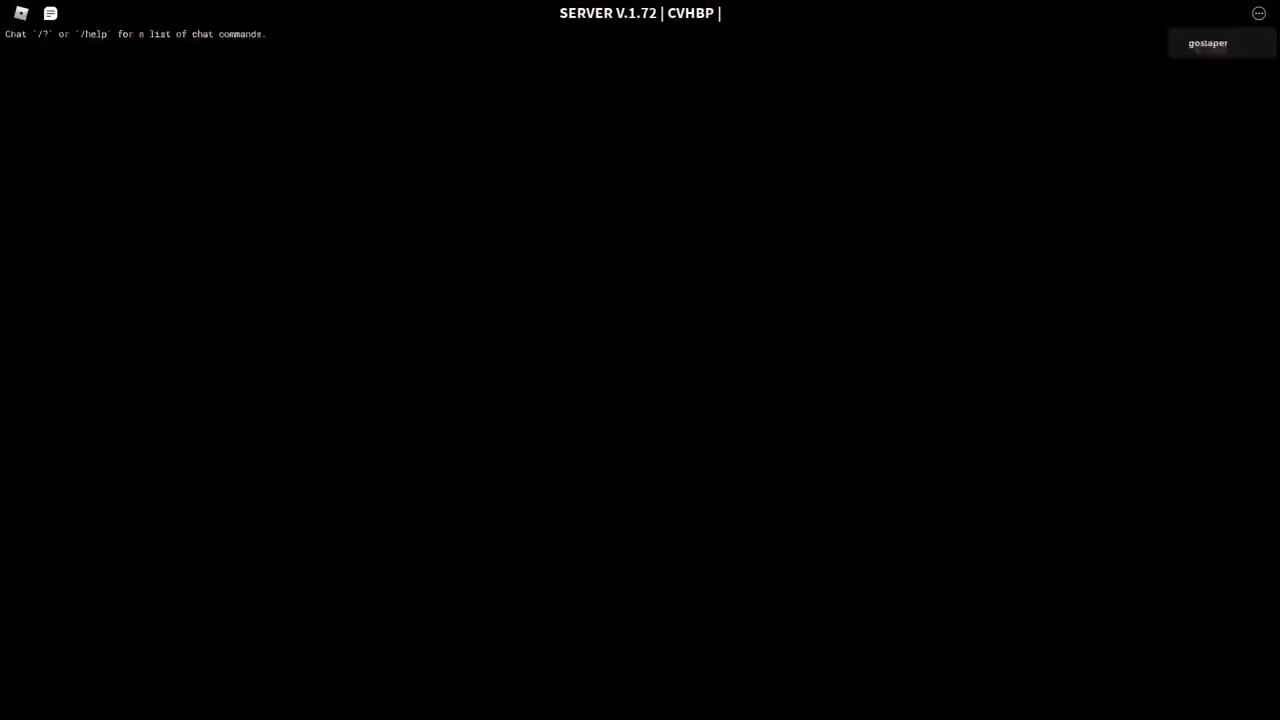 SERVER V.1.72 | CVHBP |
Chat '/?' or '/help' for a list of chat commands.
gostaper